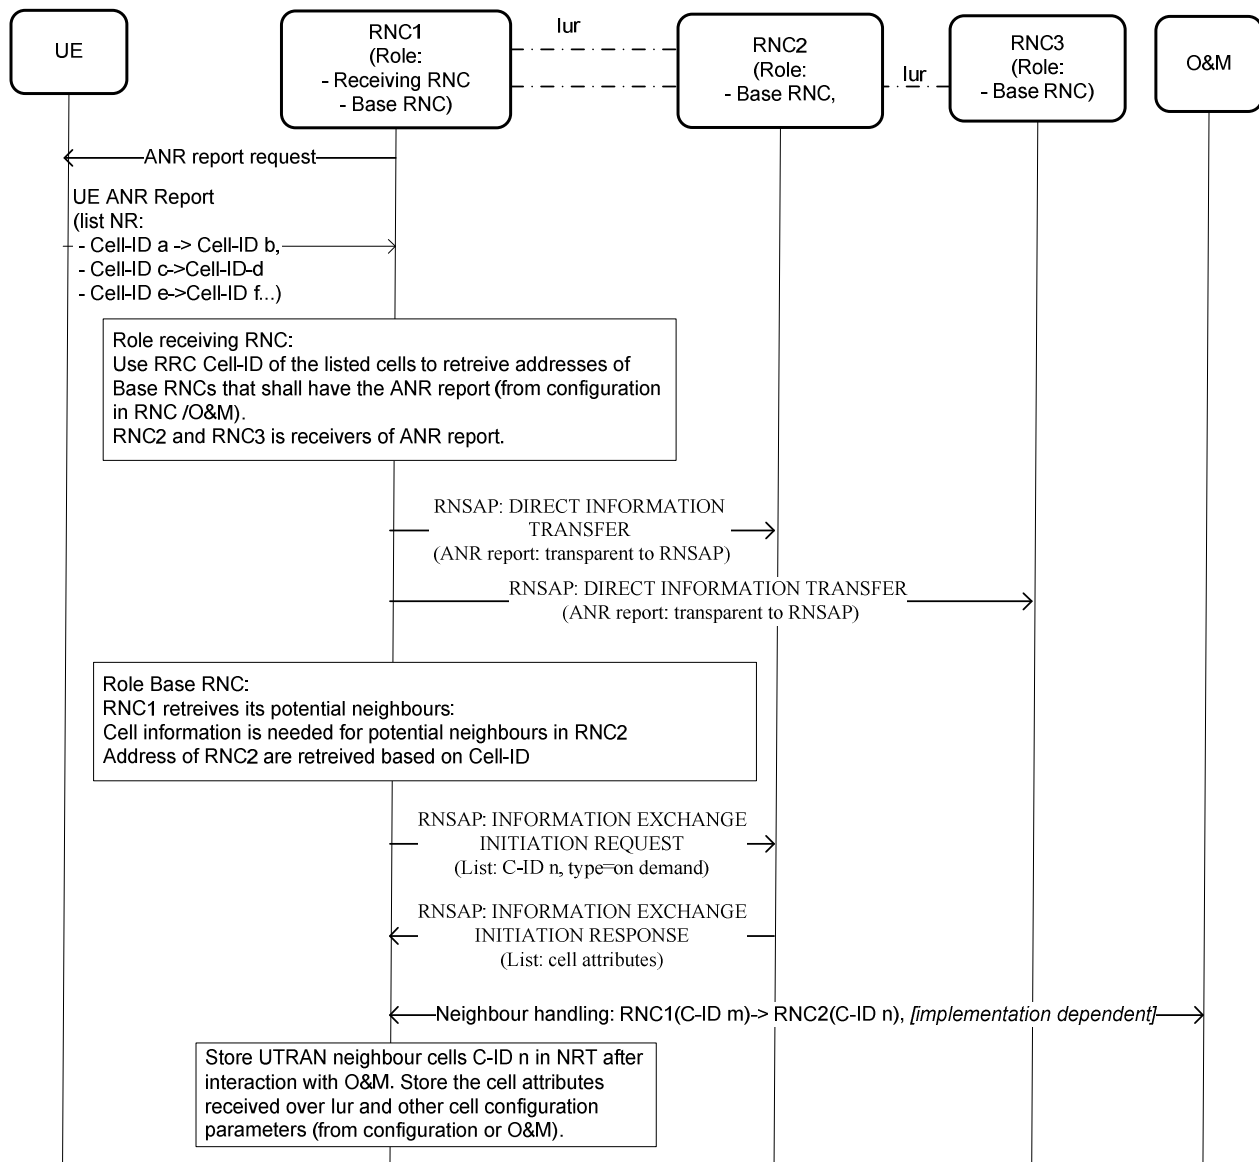 UE
RNC1
(Role:
- Receiving RNC
- Base RNC)
Iur
RNC2
(Role:
- Base RNC,
Iur
RNC3
(Role:
- Base RNC)
O&M
ANR report request
UE ANR Report
(list NR:
- Cell-ID a -> Cell-ID b,
- Cell-ID c->Cell-ID-d
- Cell-ID e->Cell-ID f...)
Role receiving RNC:
Use RRC Cell-ID of the listed cells to retreive addresses of
Base RNCs that shall have the ANR report (from configuration
in RNC /O&M).
RNC2 and RNC3 is receivers of ANR report.
RNSAP: DIRECT INFORMATION
TRANSFER
(ANR report: transparent to RNSAP)
RNSAP: DIRECT INFORMATION TRANSFER
(ANR report: transparent to RNSAP)
Role Base RNC:
RNC1 retreives its potential neighbours:
Cell information is needed for potential neighbours in RNC2
Address of RNC2 are retreived based on Cell-ID
RNSAP: INFORMATION EXCHANGE
INITIATION REQUEST
(List: C-ID n, type=on demand)
RNSAP: INFORMATION EXCHANGE
INITIATION RESPONSE
(List: cell attributes)
Neighbour handling: RNC1(C-ID m)-> RNC2(C-ID n), [implementation dependent]
Store UTRAN neighbour cells C-ID n in NRT after
interaction with O&M. Store the cell attributes
received over Iur and other cell configuration
parameters (from configuration or O&M).